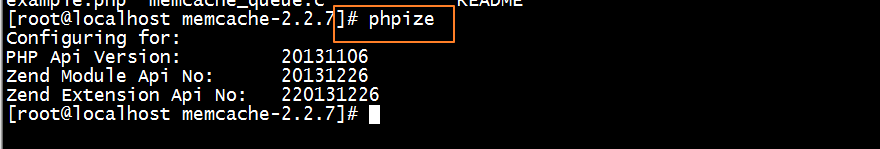 example.php  memcache_queue.c      README
[root@localhost memcache-2.2.7]# phpize
Configuring for:
PHP Api Version:         20131106
Zend Module Api No:      20131226
Zend Extension Api No:   220131226
[root@localhost memcache-2.2.7]#